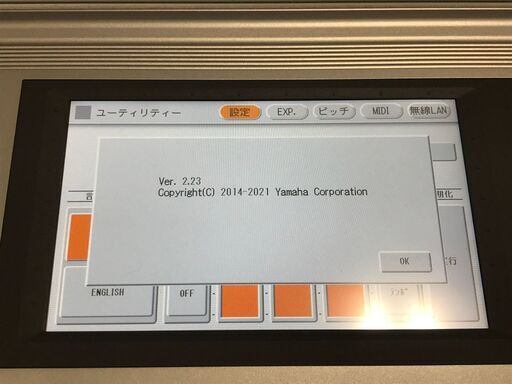 ユーティリティー
設定
EXP.
ピッチ
MIDI
無線LAN
Ver. 2.23
Copyright(C) 2014-2021 Yamaha Corporation
OK
行
ENGLISH
OFF